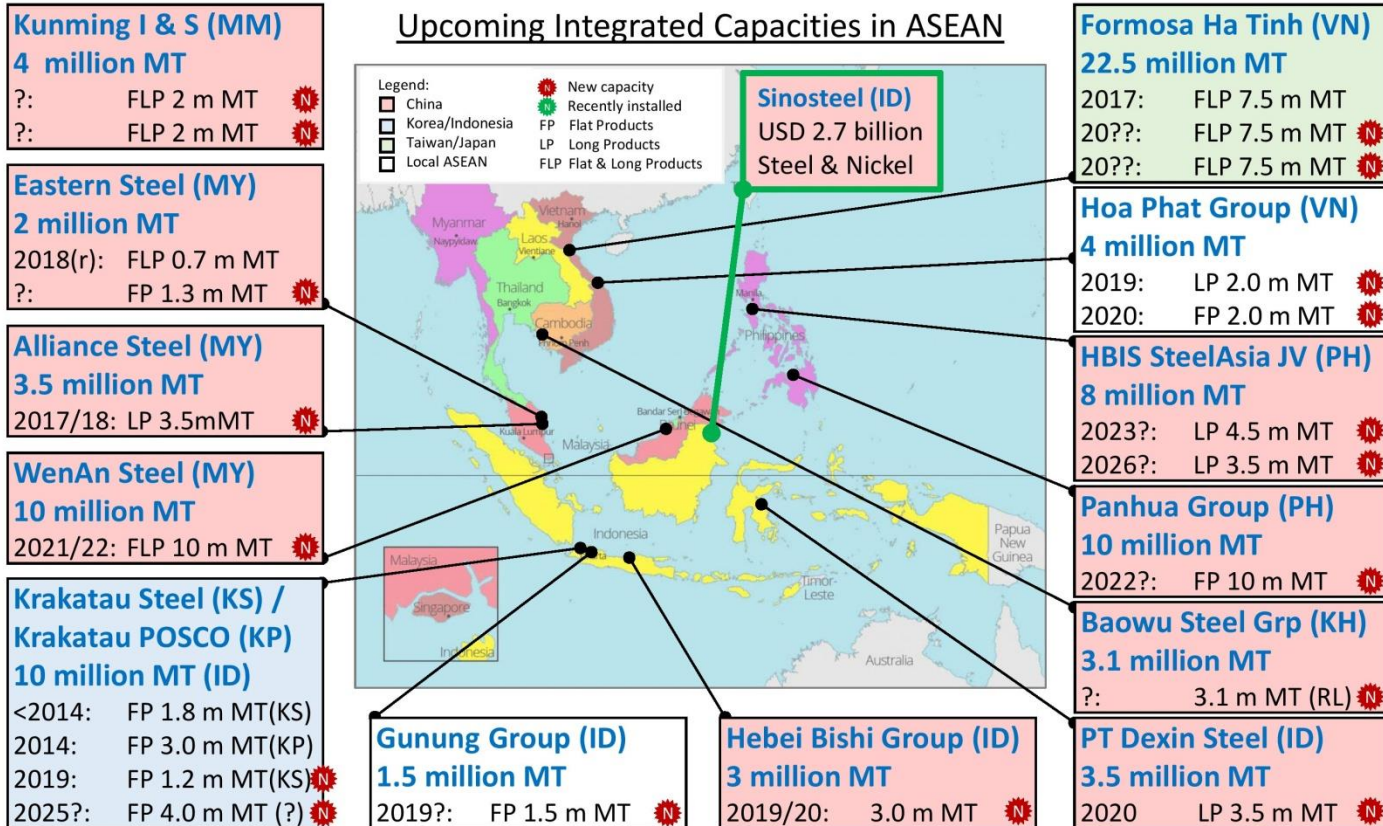 Upcoming Integrated Capacities in ASEAN
Kunming I & S (MM)
4 million MT
?: FLP 2 m MT N
?: FLP 2 m MT N
Eastern Steel (MY)
2 million MT
2018(r): FLP 0.7 m MT
?: FP 1.3 m MT N
Alliance Steel (MY)
3.5 million MT
2017/18: LP 3.5mMT N
WenAn Steel (MY)
10 million MT
2021/22: FLP 10 m MT N
Krakatau Steel (KS) /
Krakatau POSCO (KP)
10 million MT (ID)
<2014: FP 1.8 m MT(KS)
2014: FP 3.0 m MT(KP)
2019: FP 1.2 m MT(KS) N
2025?: FP 4.0 m MT (?) N
Legend:
China
Korea/Indonesia
Taiwan/Japan
Local ASEAN
N New capacity
N Recently installed
FP Flat Products
LP Long Products
FLP Flat & Long Products
Sinosteel (ID)
USD 2.7 billion
Steel & Nickel
Myanmar
Naypyidaw
Vietnam
Hanoi
Laos
Vientiane
Thailand
Bangkok
Cambodia
Phnom Penh
Manila
Philippines
Bandar Seri Begawan
Brunei
Kuala Lumpur
Malaysia
Indonesia
Papua
New
Guinea
Timor-
Leste
Australia
Malaysia
Singapore
Indonesia
Gunung Group (ID)
1.5 million MT
2019?: FP 1.5 m MT N
Hebei Bishi Group (ID)
3 million MT
2019/20: 3.0 m MT N
Formosa Ha Tinh (VN)
22.5 million MT
2017: FLP 7.5 m MT
20??: FLP 7.5 m MT N
20??: FLP 7.5 m MT N
Hoa Phat Group (VN)
4 million MT
2019: LP 2.0 m MT N
2020: FP 2.0 m MT N
HBIS SteelAsia JV (PH)
8 million MT
2023?: LP 4.5 m MT N
2026?: LP 3.5 m MT N
Panhua Group (PH)
10 million MT
2022?: FP 10 m MT N
Baowu Steel Grp (KH)
3.1 million MT
?: 3.1 m MT (RL) N
PT Dexin Steel (ID)
3.5 million MT
2020 LP 3.5 m MT N